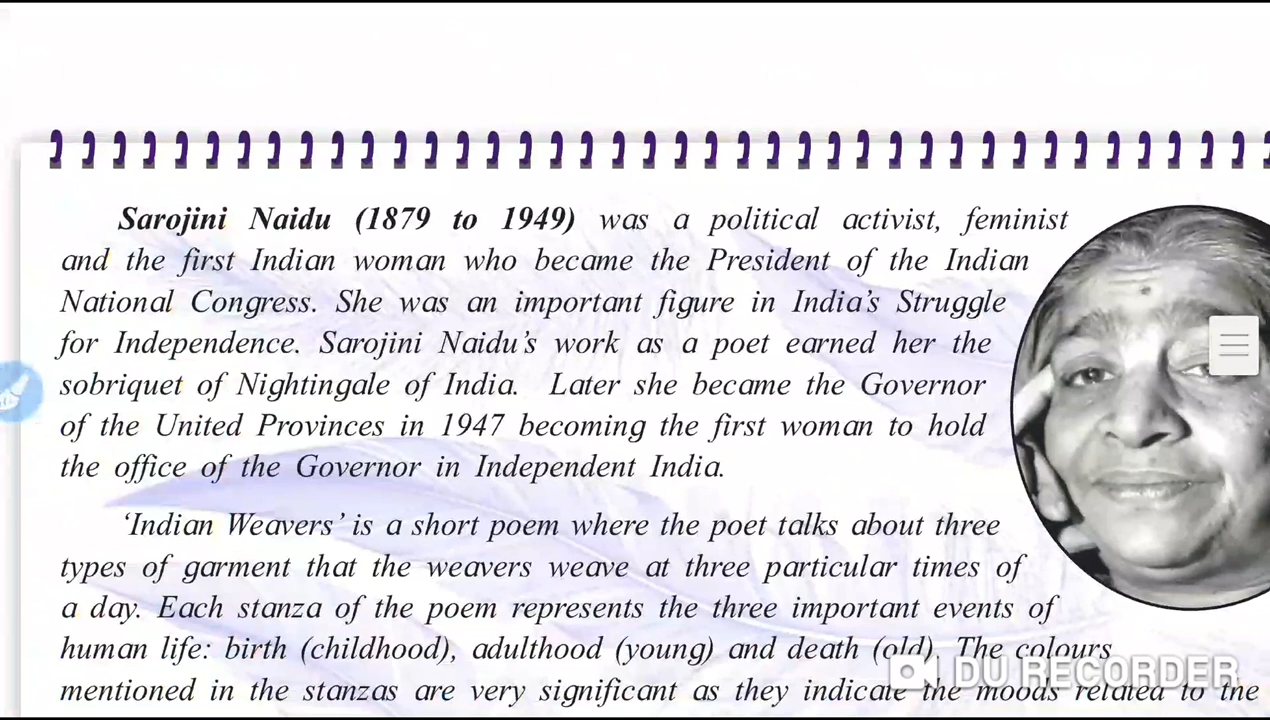 Sarojini Naidu (1879 to 1949) was a political activist, feminist
and the first Indian woman who became the President of the Indian
National Congress. She was an important figure in India's Struggle
for Independence. Sarojini Naidu's work as a poet earned her the
sobriquet of Nightingale of India. Later she became the Governor
of the United Provinces in 1947 becoming the first woman to hold
the office of the Governor in Independent India.
‘Indian Weavers’ is a short poem where the poet talks about three
types of garment that the weavers weave at three particular times of
a day. Each stanza of the poem represents the three important events of
human life: birth (childhood), adulthood (young) and death (old). The colours
mentioned in the stanzas are very significant as they indicate the moods related to the
DU RECORDER